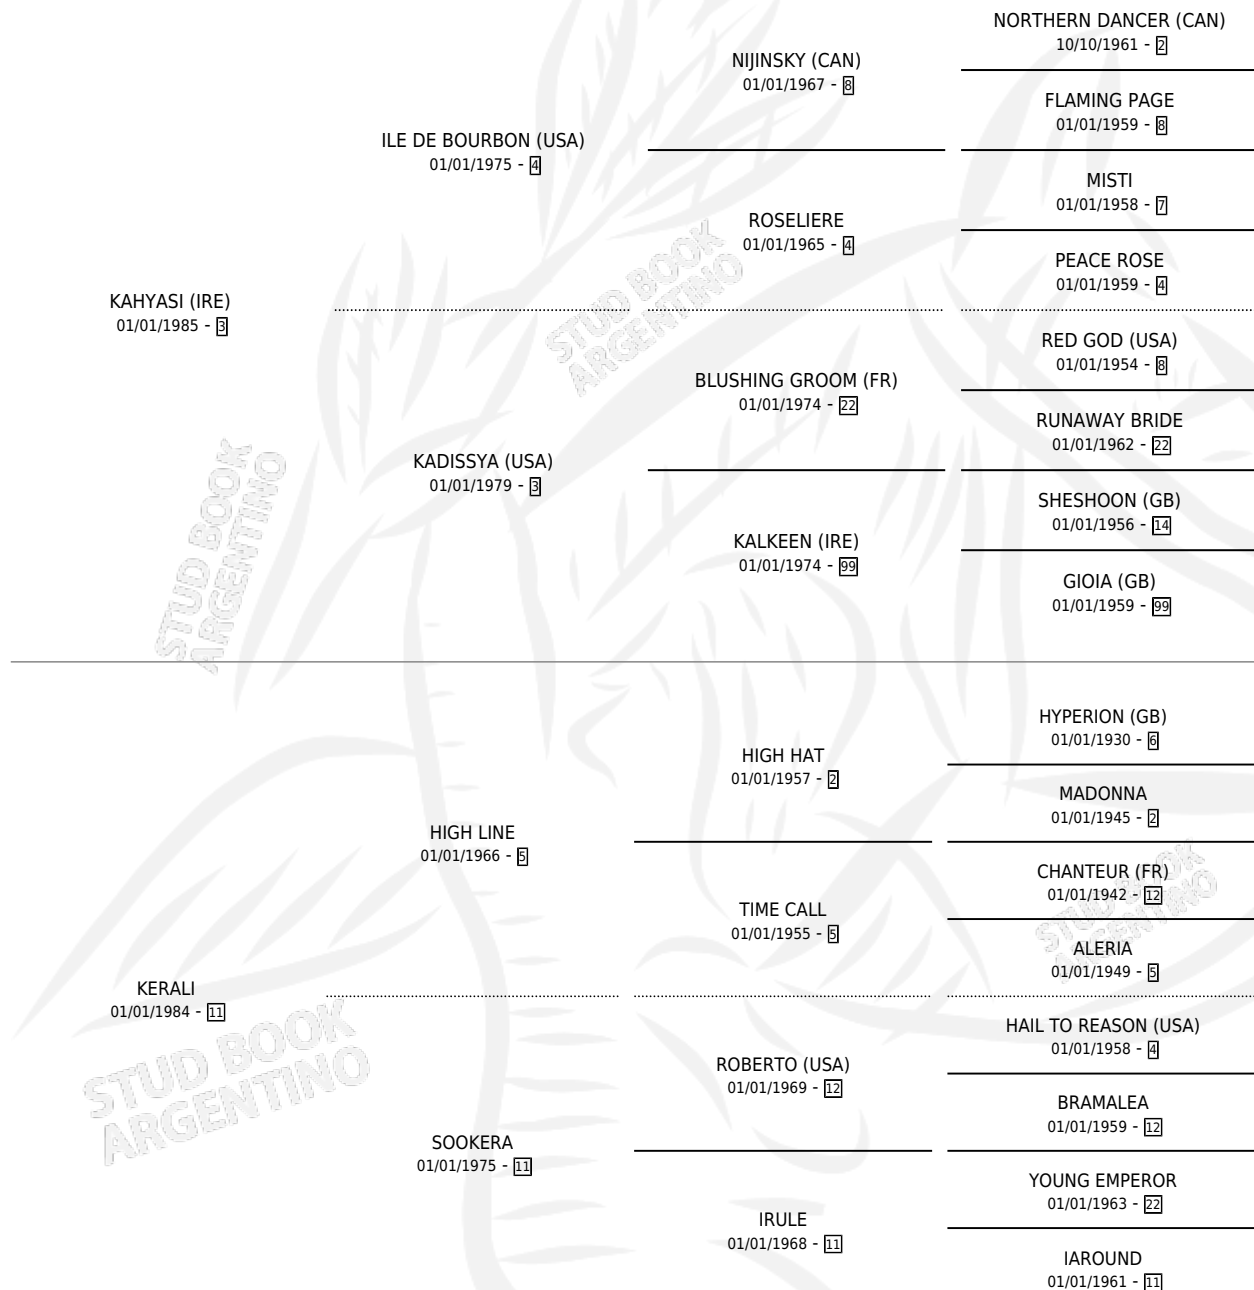 NORTHERN DANCER (CAN)
10/10/1961 - 2
NIJINSKY (CAN)
01/01/1967 - 8
FLAMING PAGE
01/01/1959 - 8
ILE DE BOURBON (USA)
01/01/1975 - 4
MISTI
01/01/1958 - 7
ROSELIERE
01/01/1965 - 4
PEACE ROSE
01/01/1959 - 4
KAHYASI (IRE)
01/01/1985 - 3
RED GOD (USA)
01/01/1954 - 8
BLUSHING GROOM (FR)
01/01/1974 - 22
RUNAWAY BRIDE
01/01/1962 - 22
KADISSYA (USA)
01/01/1979 - 3
SHESHOON (GB)
01/01/1956 - 14
KALKEEN (IRE)
01/01/1974 - 99
GIOIA (GB)
01/01/1959 - 99
HYPERION (GB)
01/01/1930 - 6
HIGH HAT
01/01/1957 - 2
MADONNA
01/01/1945 - 2
HIGH LINE
01/01/1966 - 5
CHANTEUR (FR)
01/01/1942 - 12
TIME CALL
01/01/1955 - 5
ALERIA
01/01/1949 - 5
KERALI
01/01/1984 - 11
HAIL TO REASON (USA)
01/01/1958 - 4
ROBERTO (USA)
01/01/1969 - 12
BRAMALEA
01/01/1959 - 12
SOOKERA
01/01/1975 - 11
YOUNG EMPEROR
01/01/1963 - 22
IRULE
01/01/1968 - 11
IAROUND
01/01/1961 - 11
STUD BOOK
ARGENTINO
STUD BOOK
ARGENTINO
STUD BOOK
ARGENTINO
STUD BOOK
ARGENTINO